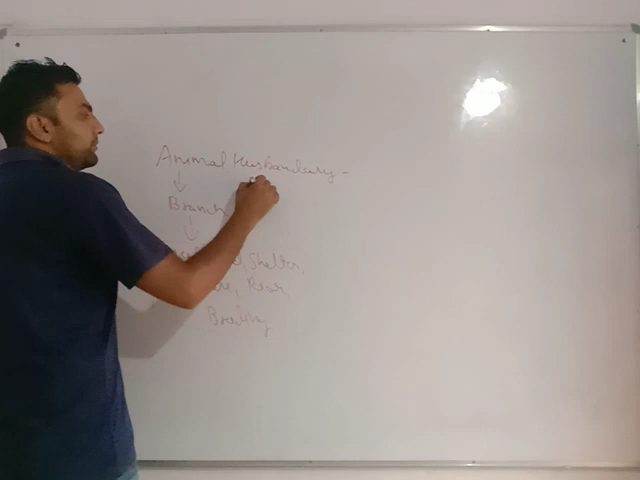 Animal Husbandary -
↓
Branch
↓
Shelter,
Rear,
Breeding